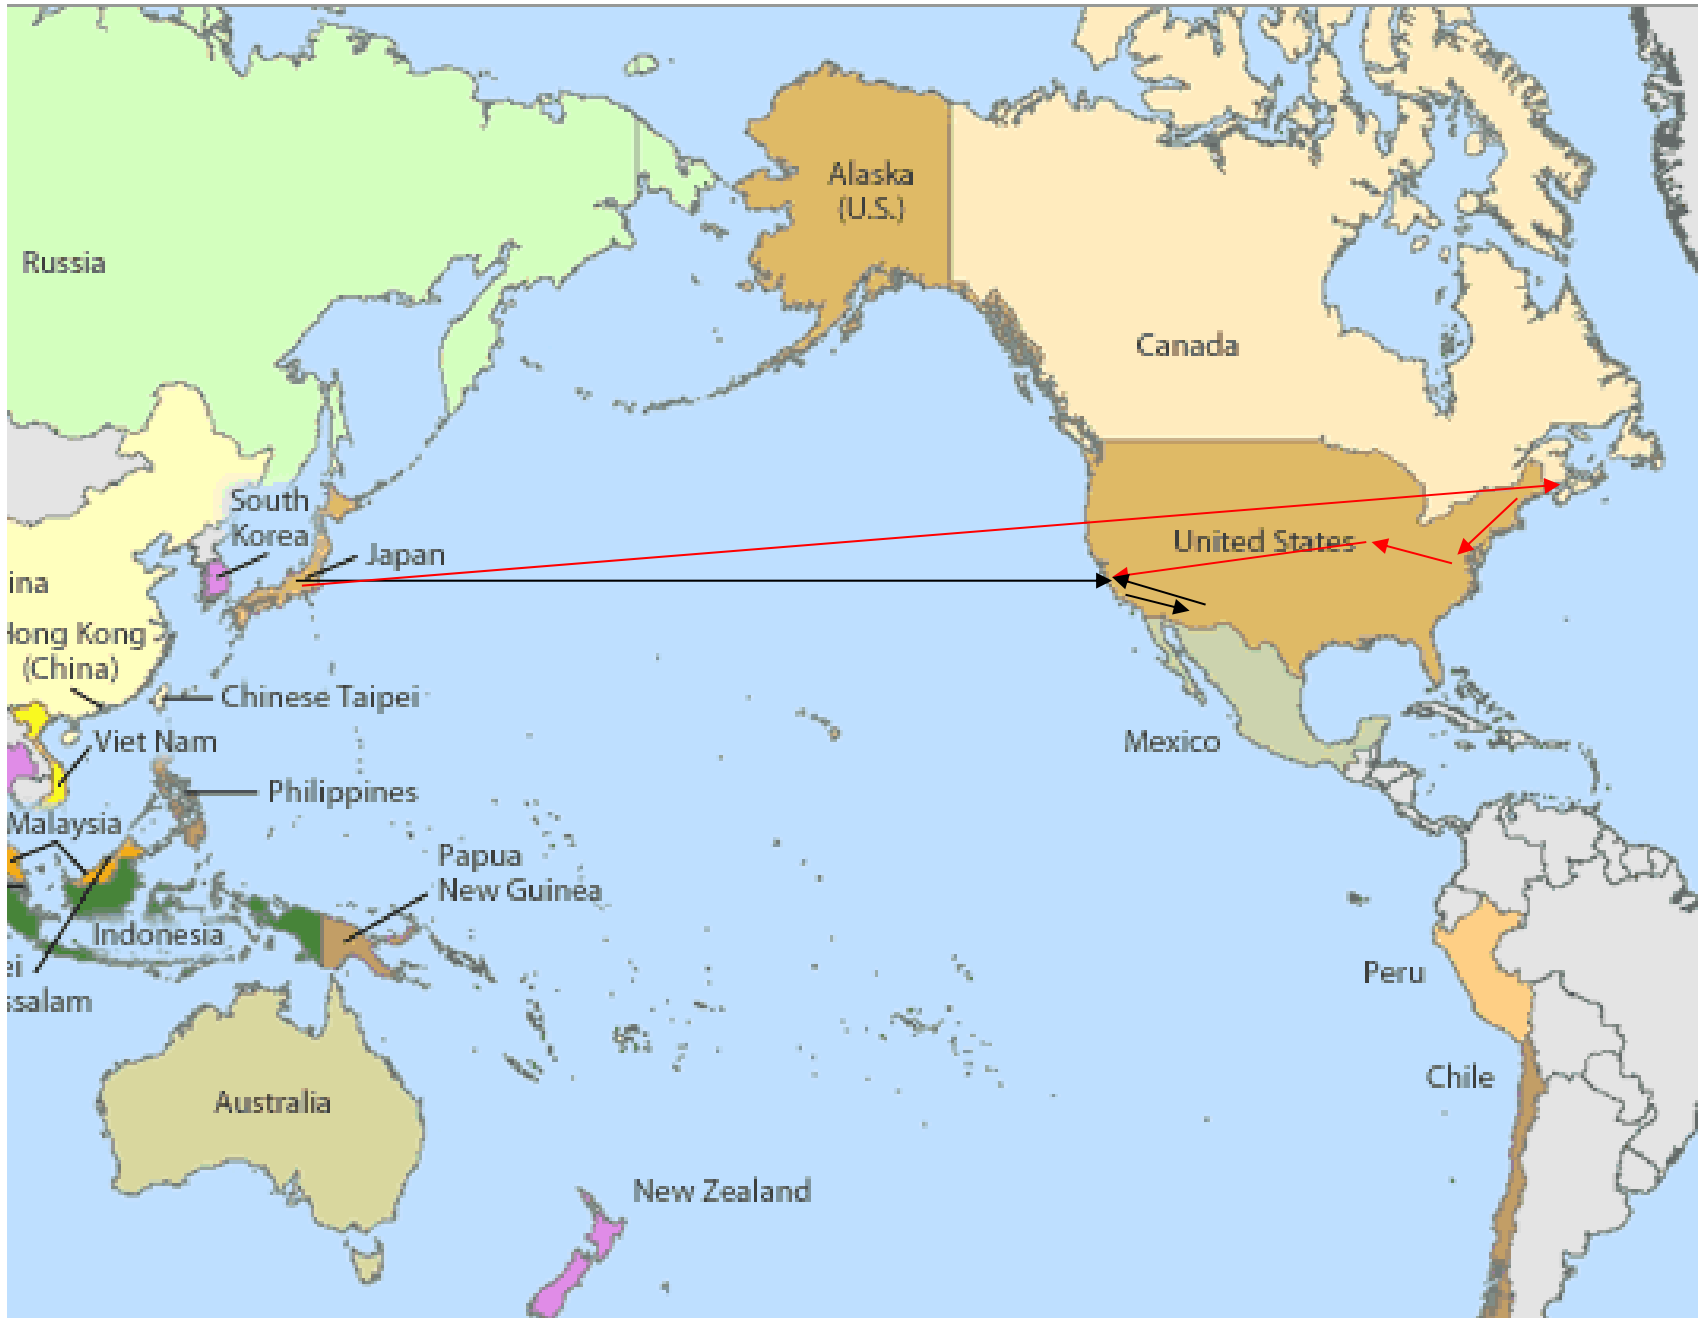 Alaska
(U.S.)
Russia
Canada
South
Korea
Japan
United States
ina
Hong Kong
(China)
Chinese Taipei
Viet Nam
Mexico
Philippines
Malaysia
Papua
New Guinea
Indonesia
ei
ssalam
Peru
Chile
Australia
New Zealand